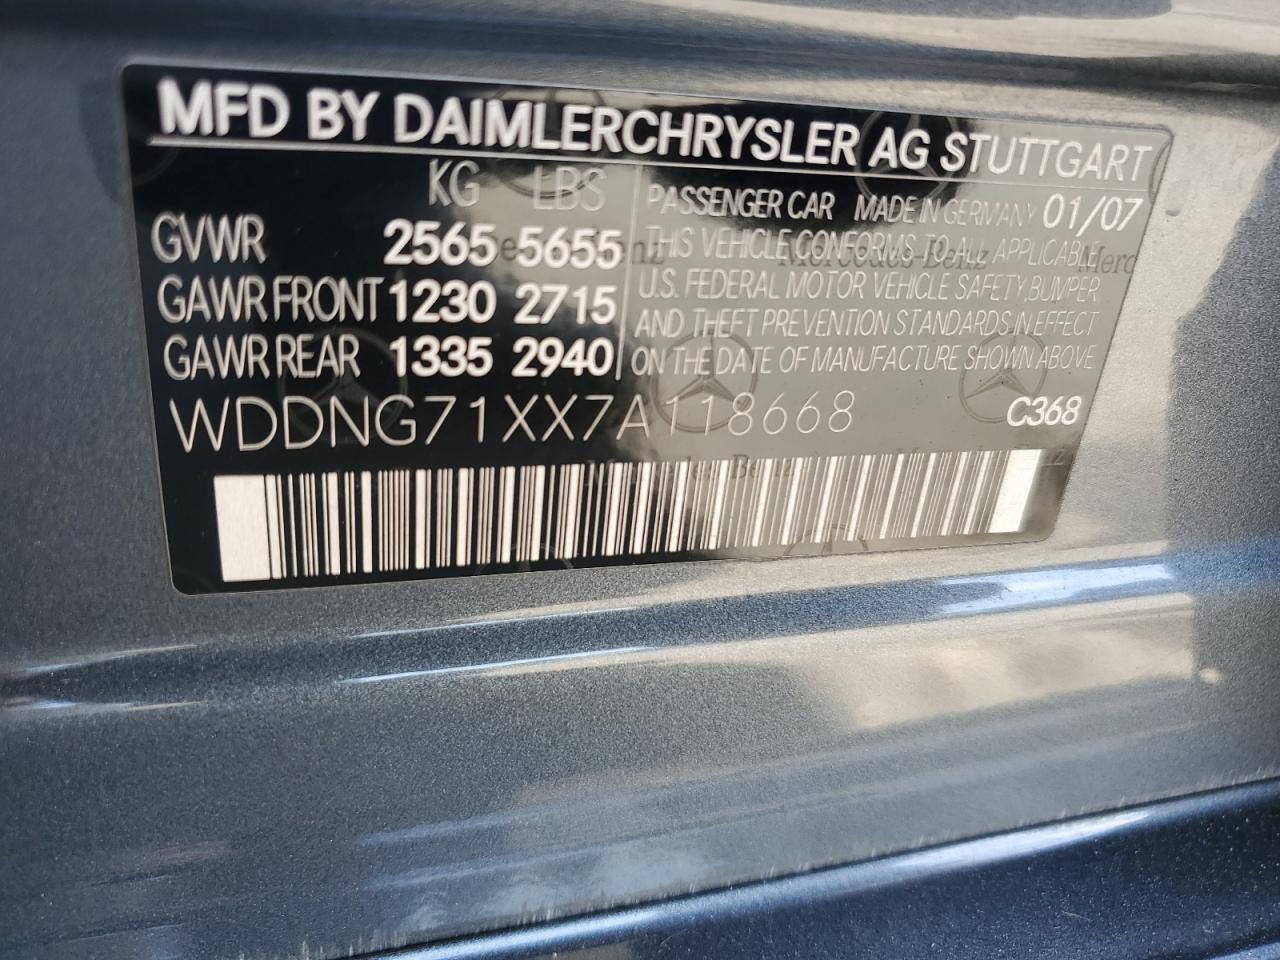 MFD BY DAIMLERCHRYSLER AG STUTTGART
KG LBS
GVWR 2565 5655
GAWR FRONT 1230 2715
GAWR REAR 1335 2940
PASSENGER CAR MADE IN GERMANY 01/07
THIS VEHICLE CONFORMS TO ALL APPLICABLE
U.S. FEDERAL MOTOR VEHICLE SAFETY, BUMPER
AND THEFT PREVENTION STANDARDS IN EFFECT
ON THE DATE OF MANUFACTURE SHOWN ABOVE
WDDNG71XX7A118668
C368
Mercedes-Benz